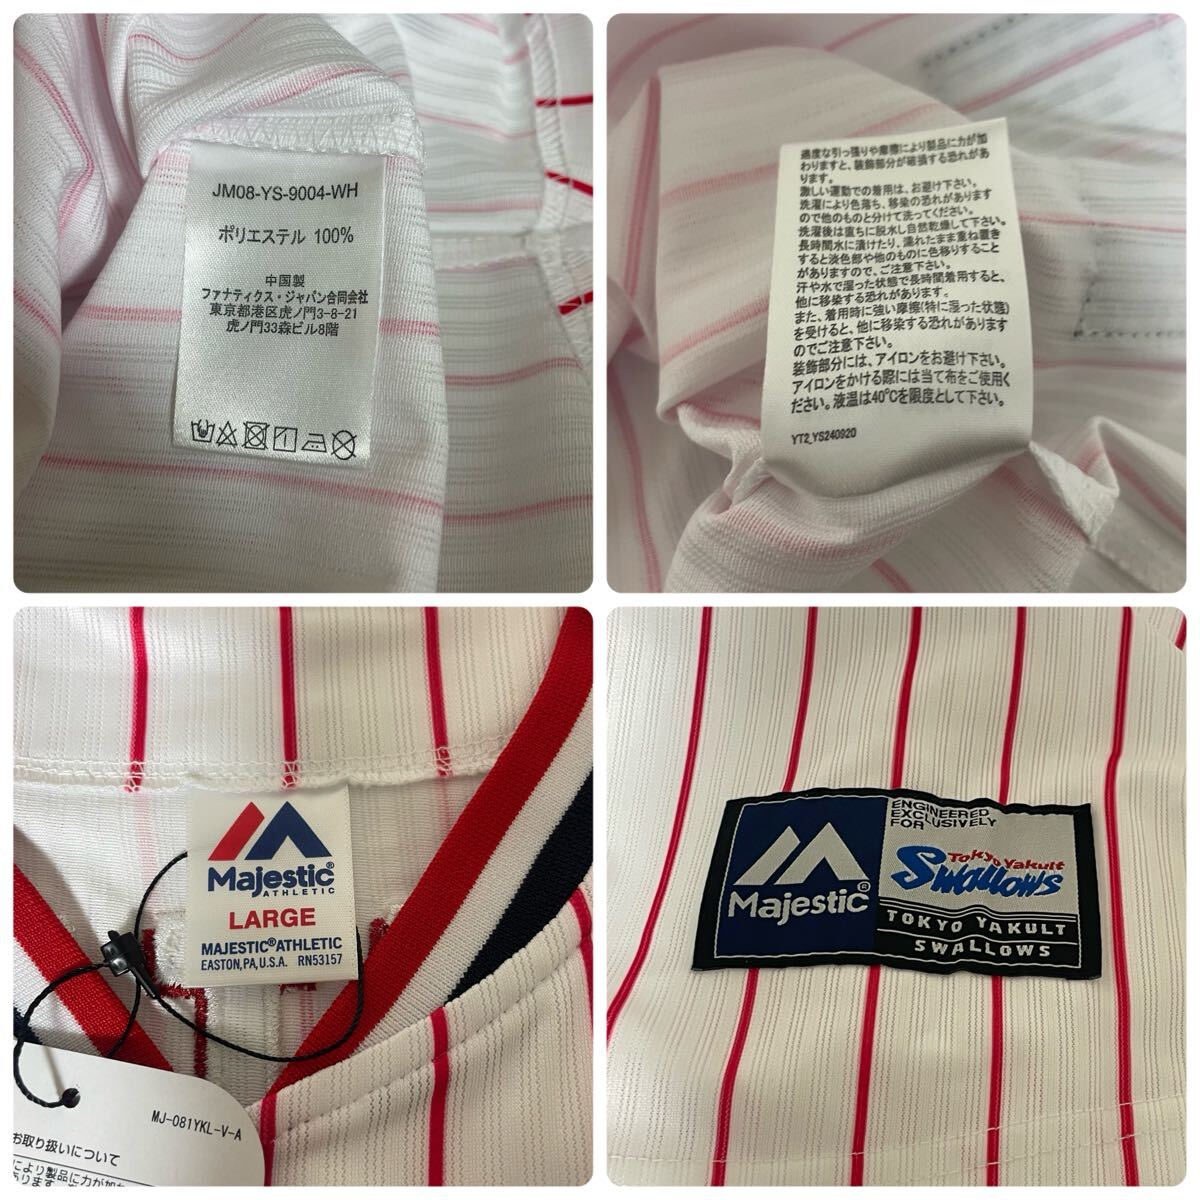 JM08-YS-9004-WH
ポリエステル 100%
中国製
ファナティクス・ジャパン合同会社
東京都港区虎ノ門3-8-21
虎ノ門33森ビル8階
過度な引っ張りや摩擦により製品に力が加
わりますと、装飾部分が破損する恐れがあ
ります。
激しい運動での着用は、お避け下さい。
洗濯により色落ち、移染の恐れがあります
ので他のものと分けて洗ってください。
洗濯後は直ちに脱水し自然乾燥して下さい。
長時間水に漬けたり、濡れたまま重ね置き
すると淡色部や他のものに色移りすること
がありますので、ご注意下さい。
汗や水で湿った状態で長時間着用すると、
他に移染する恐れがあります。
また、着用時に強い摩擦(特に湿った状態)
を受けると、他に移染する恐れがあります
のでご注意下さい。
装飾部分には、アイロンをお避け下さい。
アイロンをかける際には当て布をご使用く
ださい。液温は40℃を限度として下さい。
YT2_YS240920
Majestic®
ATHLETIC
LARGE
MAJESTIC®ATHLETIC
EASTON,PA,U.S.A. RN53157
MJ-081YKL-V-A
お取り扱いについて
により製品に力が加わ
Majestic®
ENGINEERED
EXCLUSIVELY
FOR
Tokyo Yakult
Swallows
TOKYO YAKULT
SWALLOWS